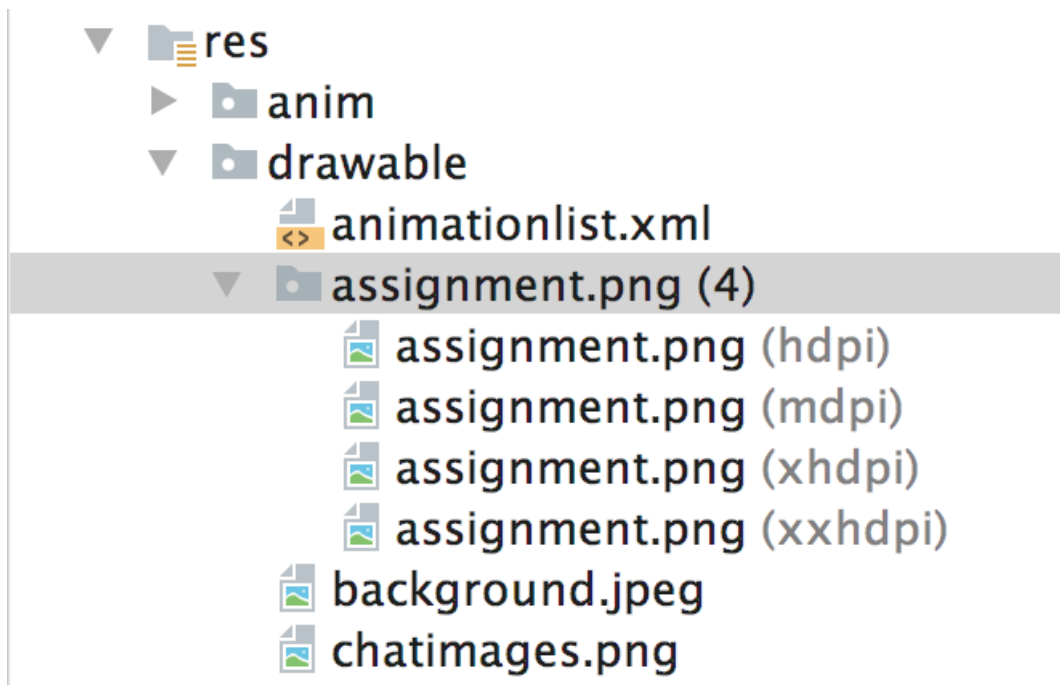 res
anim
drawable
animationlist.xml
assignment.png (4)
assignment.png (hdpi)
assignment.png (mdpi)
assignment.png (xhdpi)
assignment.png (xxhdpi)
background.jpeg
chatimages.png